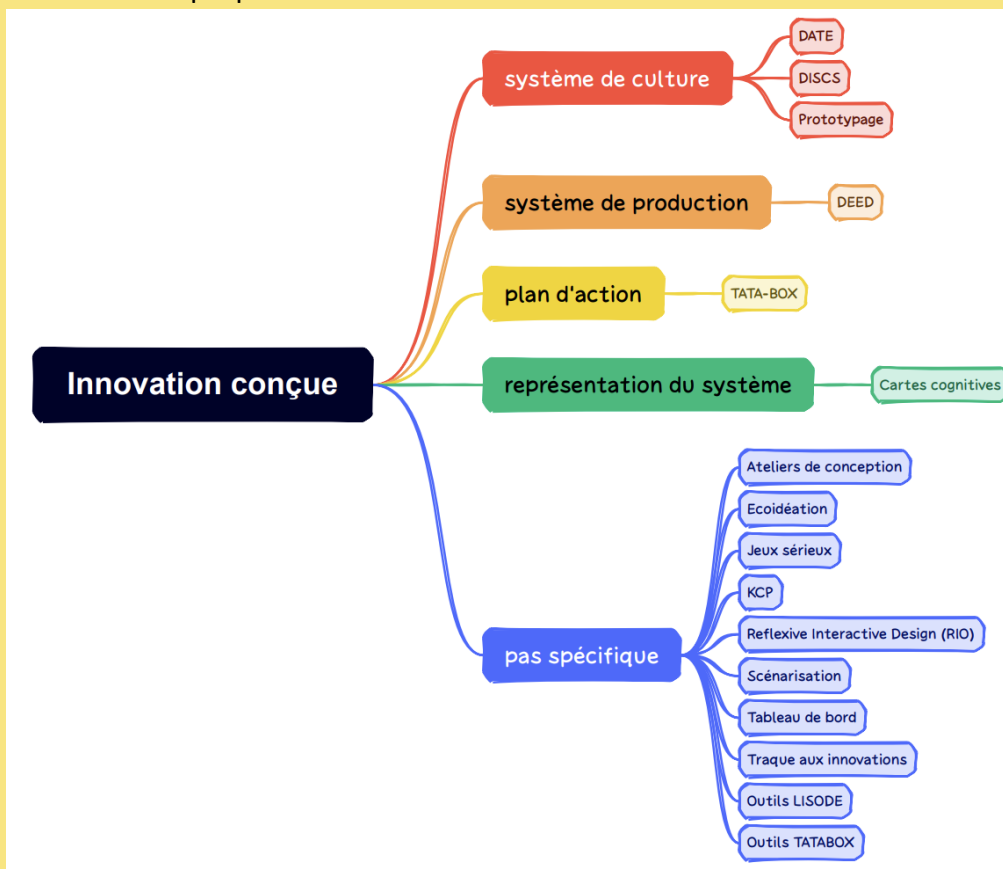 Innovation conçue
système de culture
DATE
DISCS
Prototypage
système de production
DEED
plan d'action
TATA-BOX
représentation du système
Cartes cognitives
pas spécifique
Ateliers de conception
Ecoidéation
Jeux sérieux
KCP
Reflexive Interactive Design (RIO)
Scénarisation
Tableau de bord
Traque aux innovations
Outils LISODE
Outils TATABOX